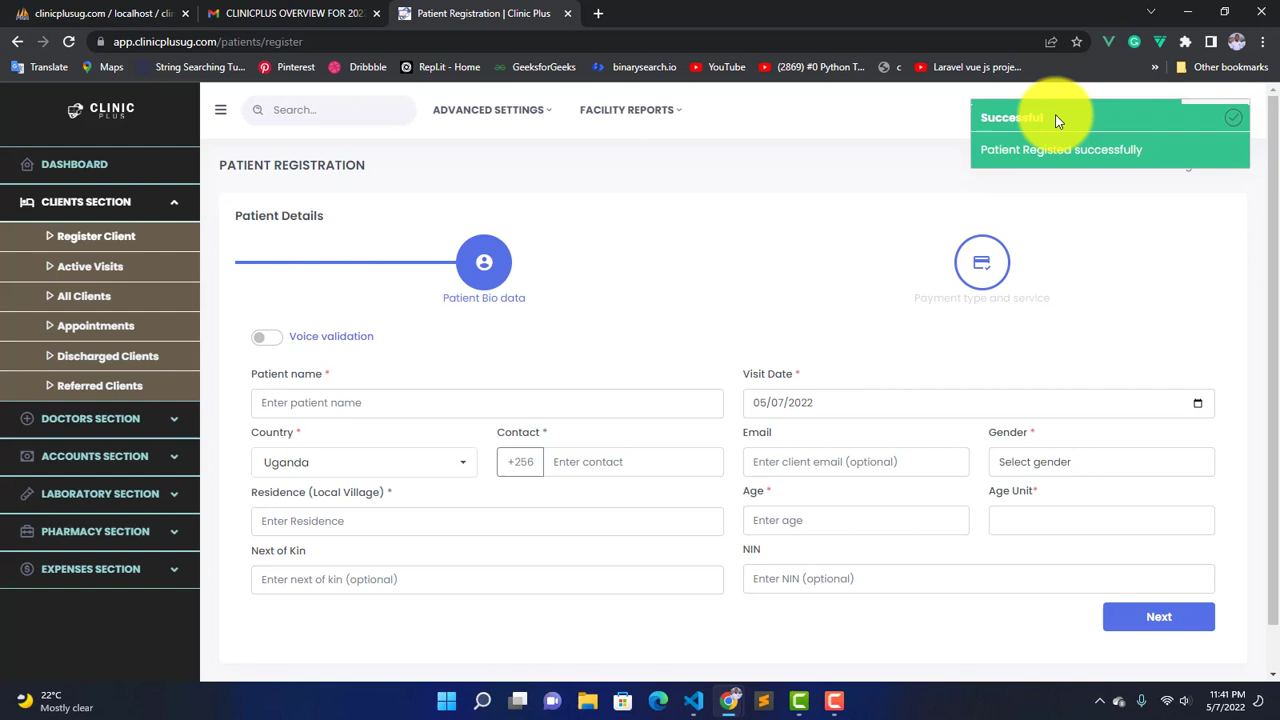 clinicplusug.com / localhost / cli
CLINICPLUS OVERVIEW FOR 202
Patient Registration | Clinic Plus
app.clinicplusug.com/patients/register
Translate
Maps
String Searching Tu...
Pinterest
Dribbble
Repl.it - Home
GeeksforGeeks
binarysearch.io
YouTube
(2869) #0 Python T...
c
Laravel vue js proje...
»
Other bookmarks
CLINIC
PLUS
Search...
ADVANCED SETTINGS
FACILITY REPORTS
Successful
Patient Registed successfully
DASHBOARD
CLIENTS SECTION
Register Client
Active Visits
All Clients
Appointments
Discharged Clients
Referred Clients
DOCTORS SECTION
ACCOUNTS SECTION
LABORATORY SECTION
PHARMACY SECTION
EXPENSES SECTION
PATIENT REGISTRATION
Patient Details
Patient Bio data
Payment type and service
Voice validation
Patient name *
Enter patient name
Visit Date *
05/07/2022
Country *
Uganda
Contact *
+256
Enter contact
Email
Enter client email (optional)
Gender *
Select gender
Residence (Local Village) *
Enter Residence
Age *
Enter age
Age Unit*
Next of Kin
Enter next of kin (optional)
NIN
Enter NIN (optional)
Next
22°C
Mostly clear
11:41 PM
5/7/2022